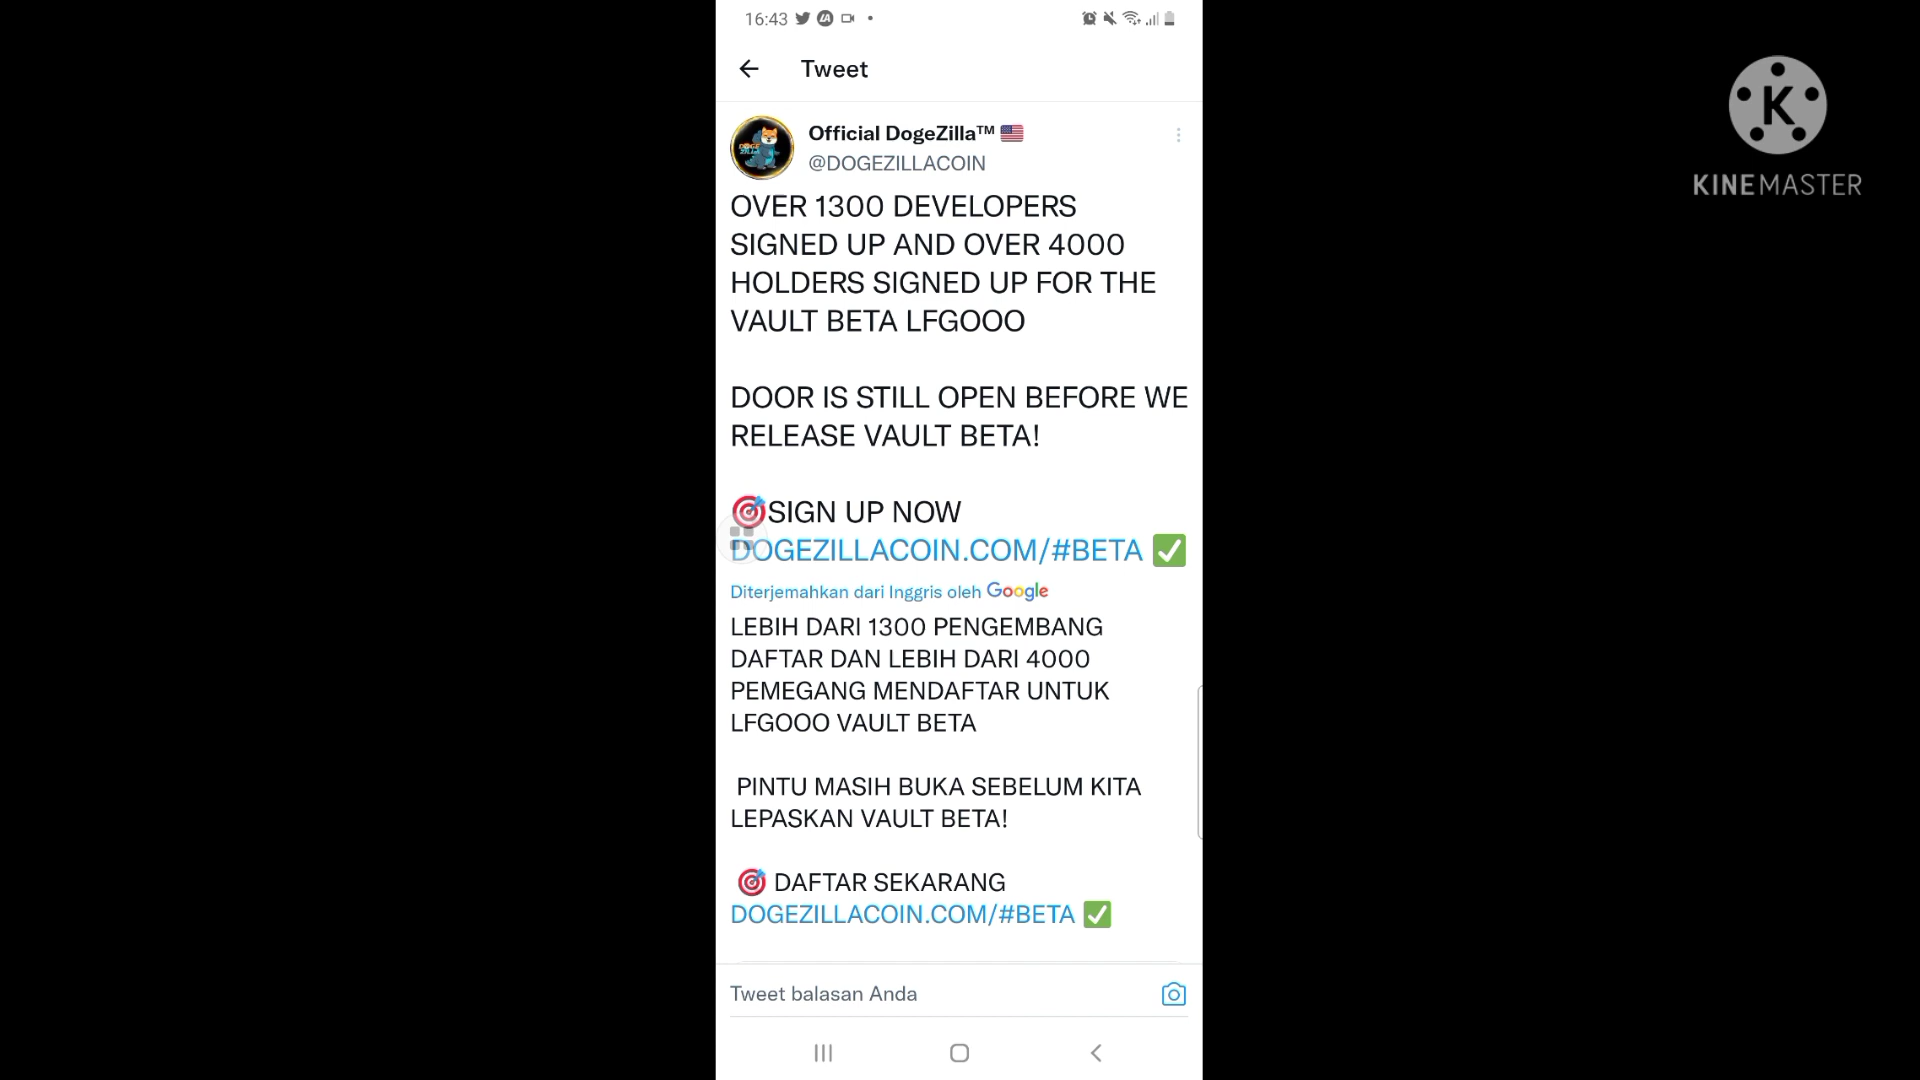 16:43
Tweet
Official DogeZilla™
@DOGEZILLACOIN
OVER 1300 DEVELOPERS
SIGNED UP AND OVER 4000
HOLDERS SIGNED UP FOR THE
VAULT BETA LFGOOO
DOOR IS STILL OPEN BEFORE WE
RELEASE VAULT BETA!
SIGN UP NOW
DOGEZILLACOIN.COM/#BETA
Diterjemahkan dari Inggris oleh Google
LEBIH DARI 1300 PENGEMBANG
DAFTAR DAN LEBIH DARI 4000
PEMEGANG MENDAFTAR UNTUK
LFGOOO VAULT BETA
PINTU MASIH BUKA SEBELUM KITA
LEPASKAN VAULT BETA!
DAFTAR SEKARANG
DOGEZILLACOIN.COM/#BETA
Tweet balasan Anda
K
KINEMASTER